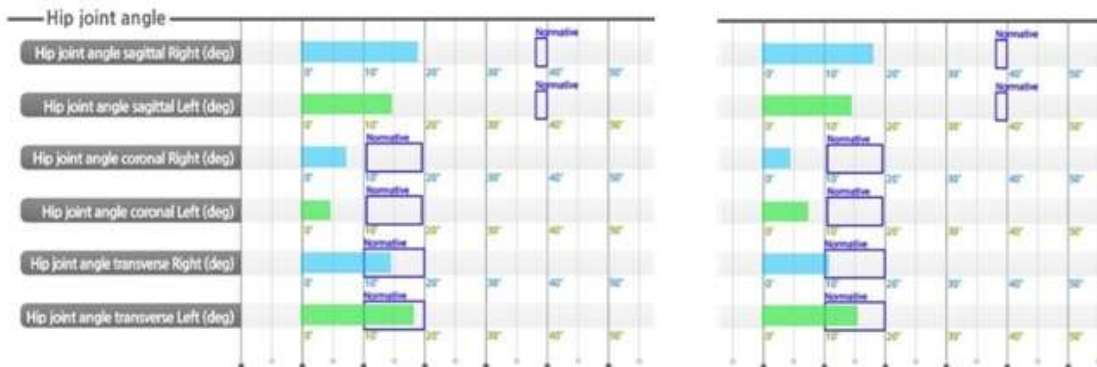 Hip joint angle
Normative Normative
Hip joint angle sagittal Right (deg)
0° 10° 20° 30° 40° 50° 0° 10° 20° 30° 40° 50°
Normative Normative
Hip joint angle sagittal Left (deg)
0° 10° 20° 30° 40° 50° 0° 10° 20° 30° 40° 50°
Normative Normative
Hip joint angle coronal Right (deg)
0° 10° 20° 30° 40° 50° 0° 10° 20° 30° 40° 50°
Normative Normative
Hip joint angle coronal Left (deg)
0° 10° 20° 30° 40° 50° 0° 10° 20° 30° 40° 50°
Normative Normative
Hip joint angle transverse Right (deg)
0° 10° 20° 30° 40° 50° 0° 10° 20° 30° 40° 50°
Normative Normative
Hip joint angle transverse Left (deg)
0° 10° 20° 30° 40° 50° 0° 10° 20° 30° 40° 50°